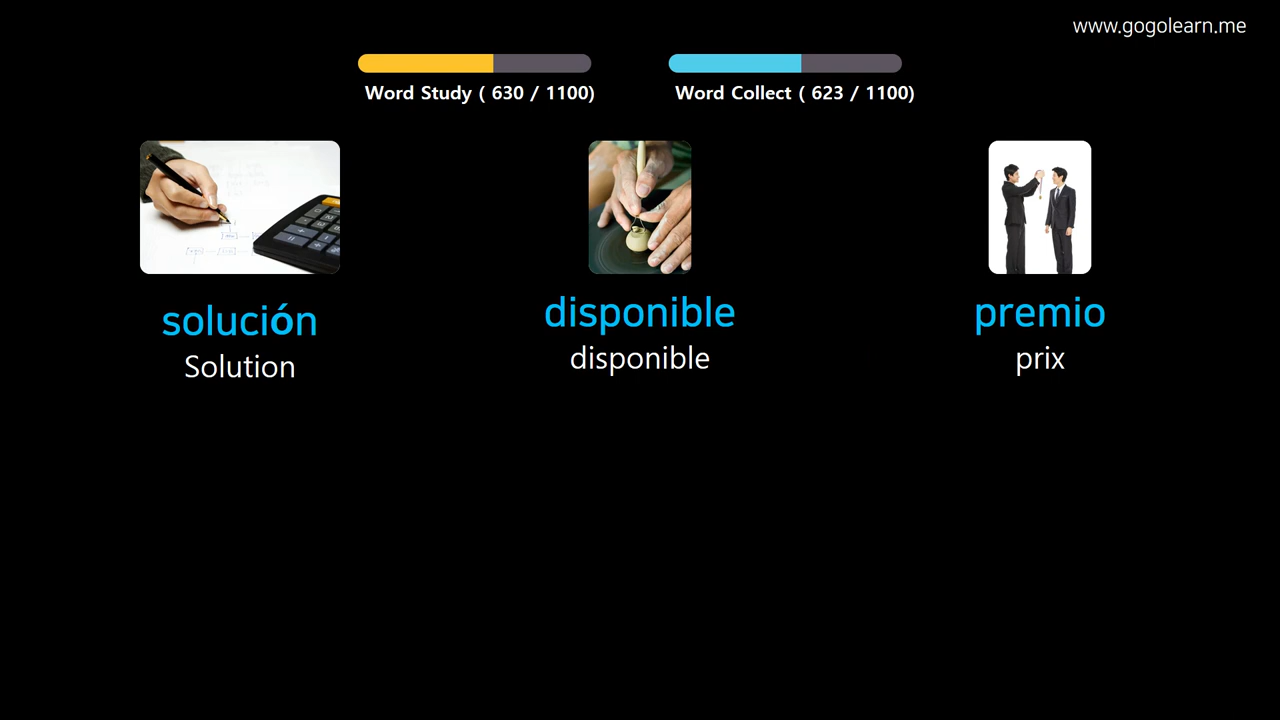 www.gogolearn.me
Word Study ( 630 / 1100)
Word Collect ( 623 / 1100)
solución
Solution
disponible
disponible
premio
prix